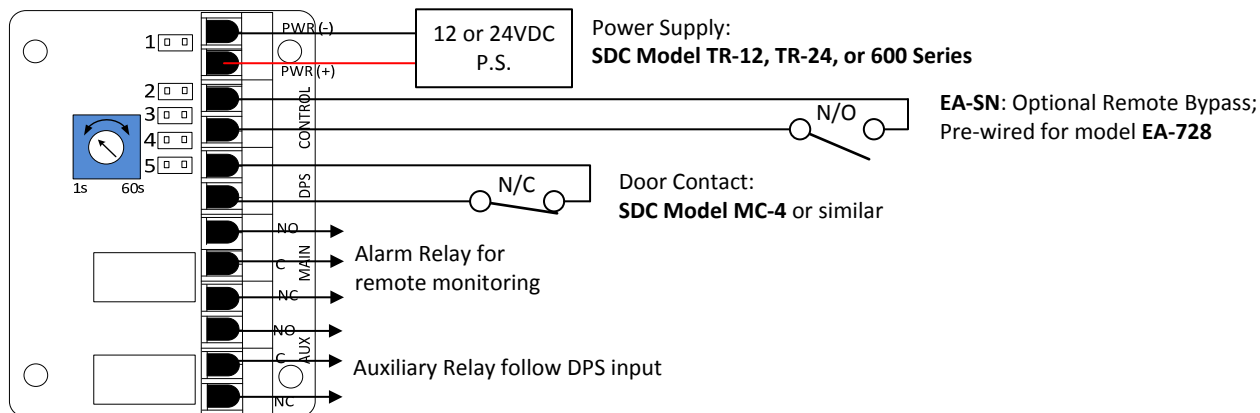 PWR (-)
1
12 or 24VDC
P.S.
Power Supply:
SDC Model TR-12, TR-24, or 600 Series
PWR (+)
2
CONTROL
N/O
EA-SN: Optional Remote Bypass;
Pre-wired for model EA-728
3
4
5
1s 60s
DPS
N/C
Door Contact:
SDC Model MC-4 or similar
NO
C
MAIN
NC
Alarm Relay for
remote monitoring
NO
C
AUX
NC
Auxiliary Relay follow DPS input